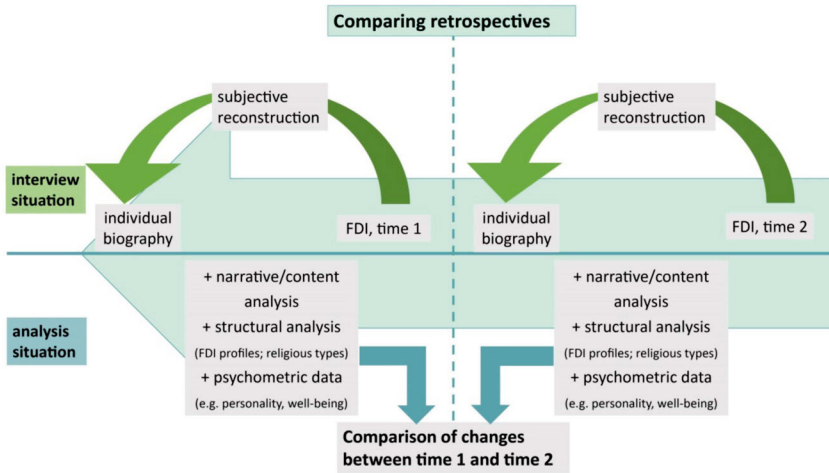 Comparing retrospectives
subjective
reconstruction
subjective
reconstruction
interview
situation
individual
biography
FDI, time 1
individual
biography
FDI, time 2
analysis
situation
+ narrative/content
analysis
+ structural analysis
(FDI profiles; religious types)
+ psychometric data
(e.g. personality, well-being)
+ narrative/content
analysis
+ structural analysis
(FDI profiles; religious types)
+ psychometric data
(e.g. personality, well-being)
Comparison of changes
between time 1 and time 2